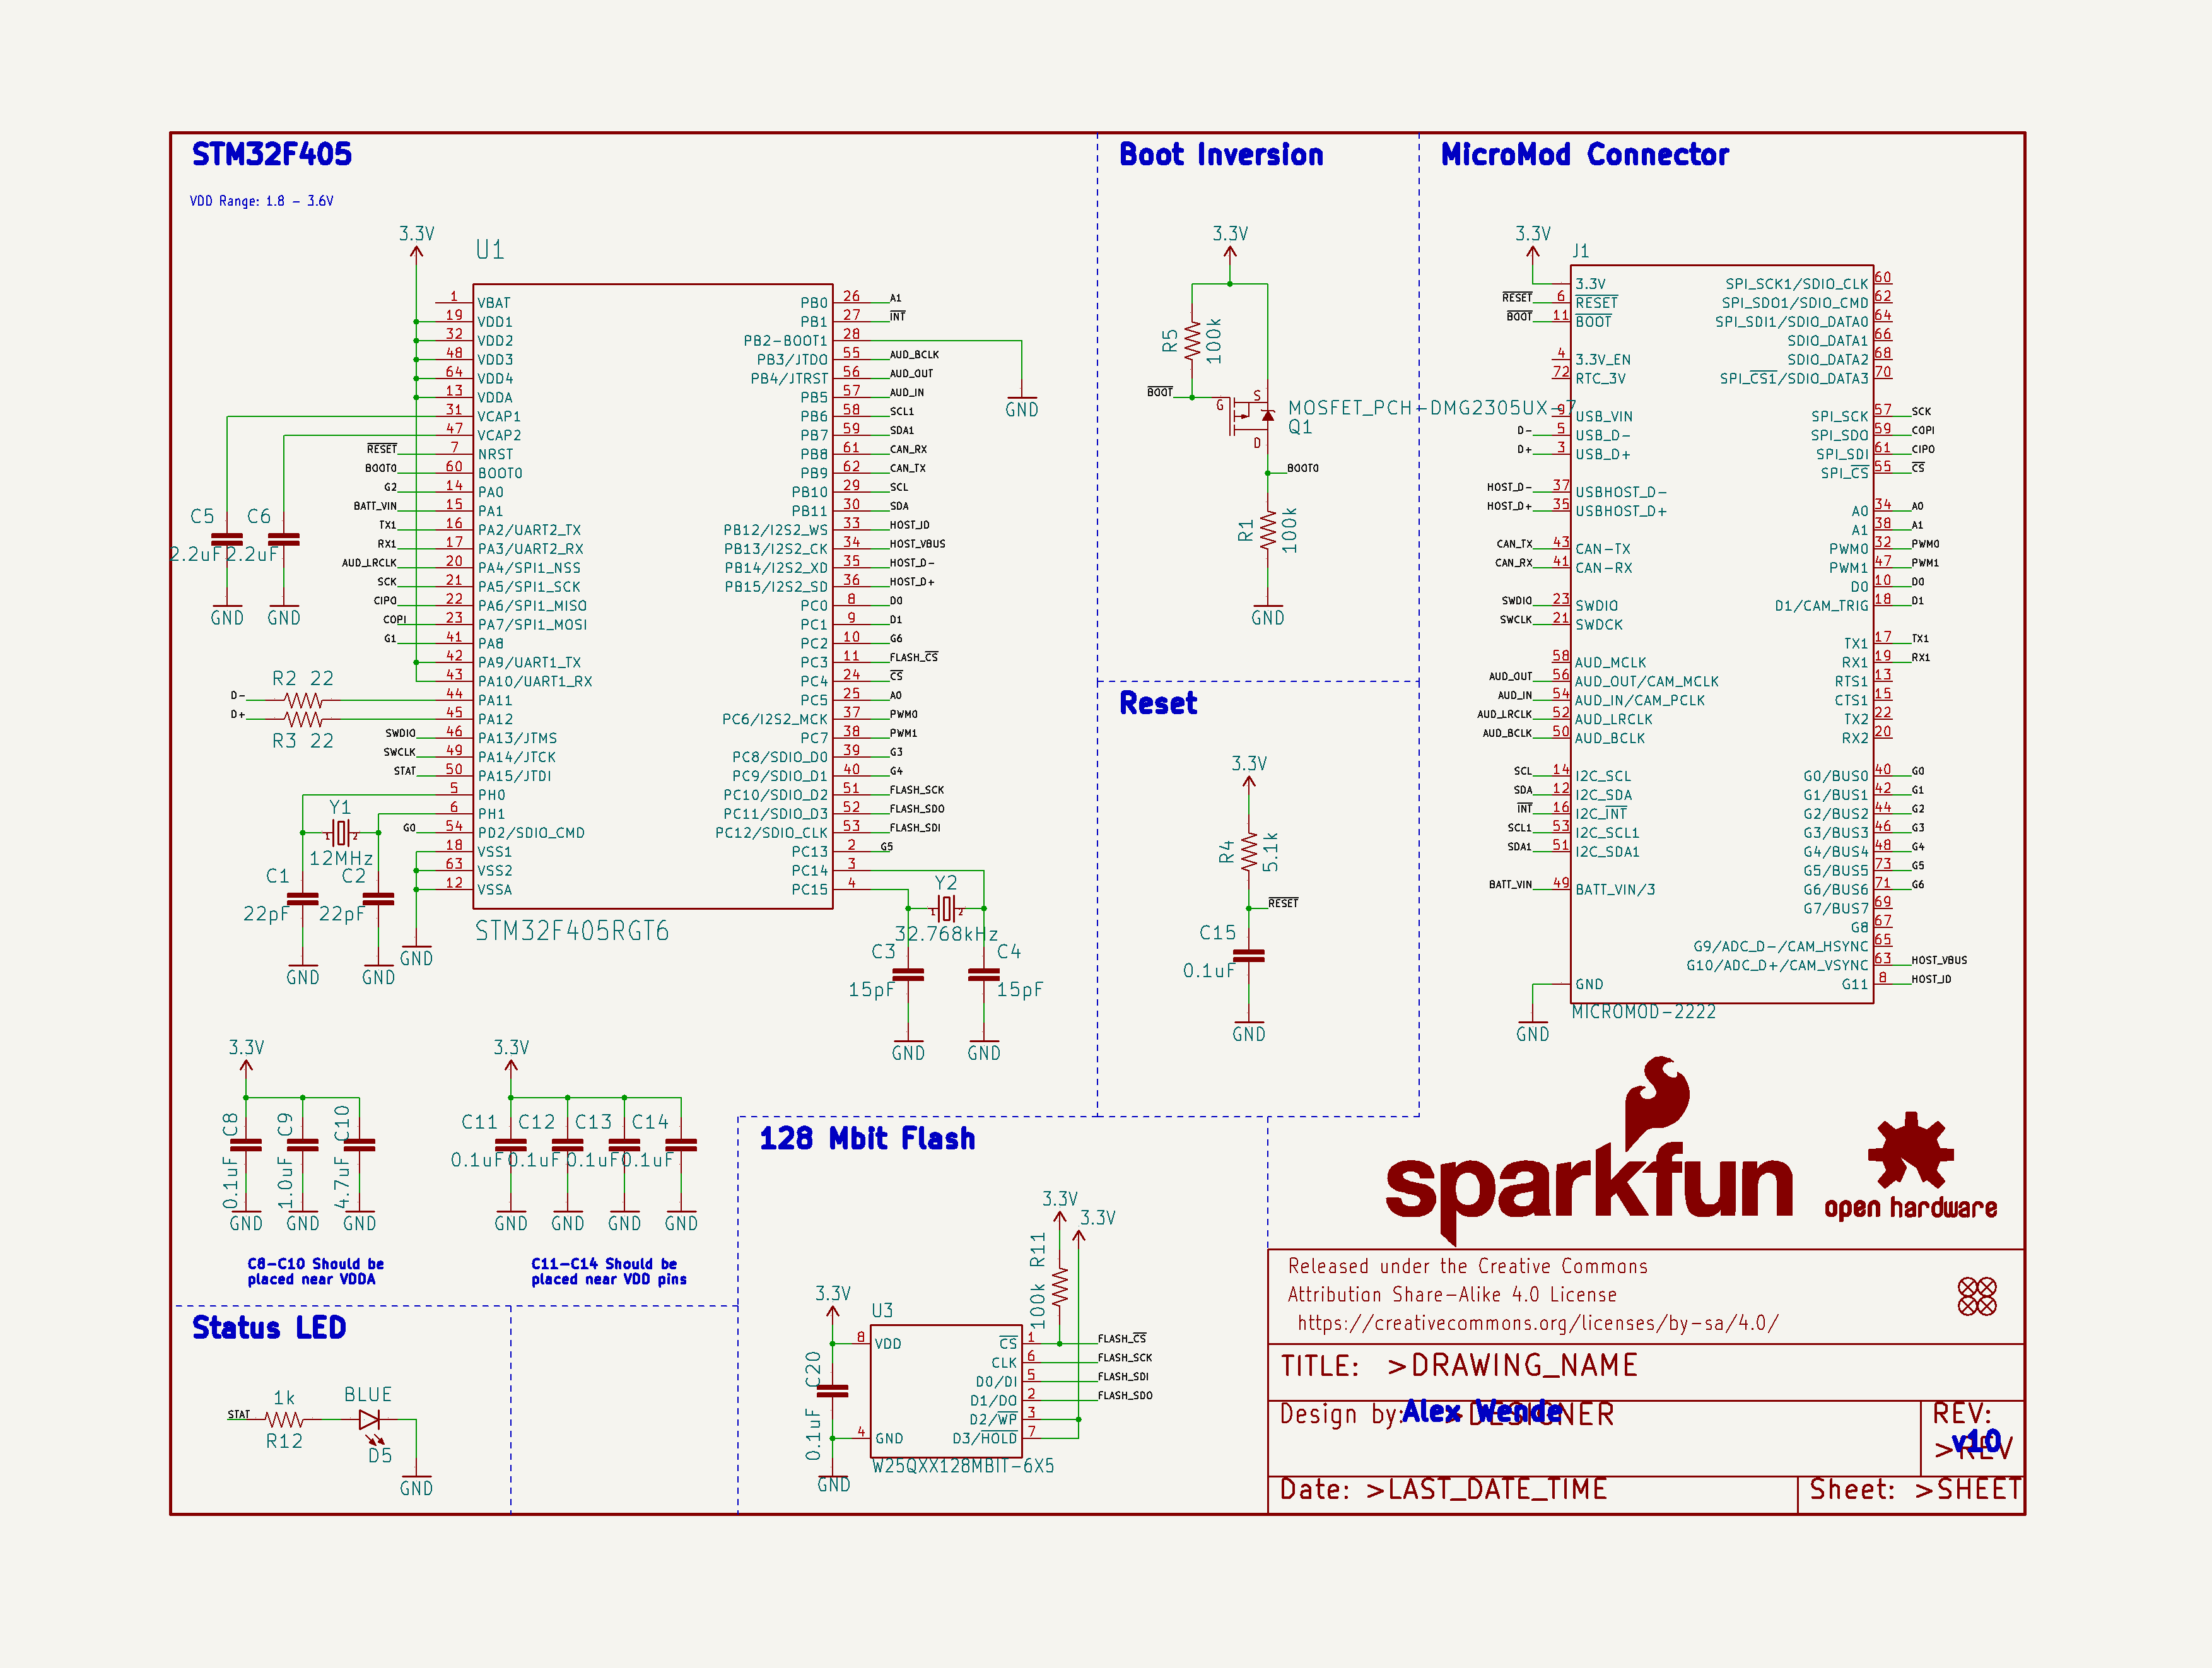 STM32F405
VDD Range: 1.8 – 3.6V
3.3V
U1
1 VBAT
19 VDD1
32 VDD2
48 VDD3
64 VDD4
13 VDDA
31 VCAP1
47 VCAP2
RESET 7 NRST
BOOT0 60 BOOT0
G2 14 PA0
BATT_VIN 15 PA1
TX1 16 PA2/UART2_TX
RX1 17 PA3/UART2_RX
AUD_LRCLK 20 PA4/SPI1_NSS
SCK 21 PA5/SPI1_SCK
CIPO 22 PA6/SPI1_MISO
COPI 23 PA7/SPI1_MOSI
G1 41 PA8
42 PA9/UART1_TX
43 PA10/UART1_RX
D- 44 PA11
D+ 45 PA12
SWDIO 46 PA13/JTMS
SWCLK 49 PA14/JTCK
STAT 50 PA15/JTDI
5 PH0
6 PH1
G0 54 PD2/SDIO_CMD
18 VSS1
63 VSS2
12 VSSA
PB0 26 A1
PB1 27 INT
PB2-BOOT1 28
PB3/JTDO 55 AUD_BCLK
PB4/JTRST 56 AUD_OUT
PB5 57 AUD_IN
PB6 58 SCL1
PB7 59 SDA1
PB8 61 CAN_RX
PB9 62 CAN_TX
PB10 29 SCL
PB11 30 SDA
PB12/I2S2_WS 33 HOST_ID
PB13/I2S2_CK 34 HOST_VBUS
PB14/I2S2_XD 35 HOST_D-
PB15/I2S2_SD 36 HOST_D+
PC0 8 D0
PC1 9 D1
PC2 10 G6
PC3 11 FLASH_CS
PC4 24 CS
PC5 25 A0
PC6/I2S2_MCK 37 PWM0
PC7 38 PWM1
PC8/SDIO_D0 39 G3
PC9/SDIO_D1 40 G4
PC10/SDIO_D2 51 FLASH_SCK
PC11/SDIO_D3 52 FLASH_SDO
PC12/SDIO_CLK 53 FLASH_SDI
PC13 2 G5
PC14 3
PC15 4
STM32F405RGT6
GND
C5 C6
2.2uF 2.2uF
GND GND
R2 22
R3 22
Y1
1 2
12MHz
C1 C2
22pF 22pF
GND GND GND
Y2
1 2
32.768kHz
C3 C4
15pF 15pF
GND GND
3.3V
C8 C9 C10
0.1uF 1.0uF 4.7uF
GND GND GND
C8-C10 Should be
placed near VDDA
3.3V
C11 C12 C13 C14
0.1uF 0.1uF 0.1uF 0.1uF
GND GND GND GND
C11-C14 Should be
placed near VDD pins
Boot Inversion
3.3V
R5
100k
BOOT
G S
D
MOSFET_PCH-DMG2305UX-7
Q1
BOOT0
R1
100k
GND
Reset
3.3V
R4
5.1k
RESET
C15
0.1uF
GND
MicroMod Connector
3.3V
J1
3.3V
RESET 6 RESET
BOOT 11 BOOT
4 3.3V_EN
72 RTC_3V
9 USB_VIN
D- 5 USB_D-
D+ 3 USB_D+
HOST_D- 37 USBHOST_D-
HOST_D+ 35 USBHOST_D+
CAN_TX 43 CAN-TX
CAN_RX 41 CAN-RX
SWDIO 23 SWDIO
SWCLK 21 SWDCK
58 AUD_MCLK
AUD_OUT 56 AUD_OUT/CAM_MCLK
AUD_IN 54 AUD_IN/CAM_PCLK
AUD_LRCLK 52 AUD_LRCLK
AUD_BCLK 50 AUD_BCLK
SCL 14 I2C_SCL
SDA 12 I2C_SDA
INT 16 I2C_INT
SCL1 53 I2C_SCL1
SDA1 51 I2C_SDA1
BATT_VIN 49 BATT_VIN/3
GND
SPI_SCK1/SDIO_CLK 60
SPI_SDO1/SDIO_CMD 62
SPI_SDI1/SDIO_DATA0 64
SDIO_DATA1 66
SDIO_DATA2 68
SPI_CS1/SDIO_DATA3 70
SPI_SCK 57 SCK
SPI_SDO 59 COPI
SPI_SDI 61 CIPO
SPI_CS 55 CS
A0 34 A0
A1 38 A1
PWM0 32 PWM0
PWM1 47 PWM1
D0 10 D0
D1/CAM_TRIG 18 D1
TX1 17 TX1
RX1 19 RX1
RTS1 13
CTS1 15
TX2 22
RX2 20
G0/BUS0 40 G0
G1/BUS1 42 G1
G2/BUS2 44 G2
G3/BUS3 46 G3
G4/BUS4 48 G4
G5/BUS5 73 G5
G6/BUS6 71 G6
G7/BUS7 69
G8 67
G9/ADC_D-/CAM_HSYNC 65
G10/ADC_D+/CAM_VSYNC 63 HOST_VBUS
G11 8 HOST_ID
MICROMOD-2222
GND
Status LED
STAT
1k
R12
BLUE
D5
GND
128 Mbit Flash
3.3V
3.3V
R11
100k
3.3V
U3
C20
0.1uF
8 VDD
4 GND
CS 1 FLASH_CS
CLK 6 FLASH_SCK
DO/DI 5 FLASH_SDI
D1/DO 2 FLASH_SDO
D2/WP 3
D3/HOLD 7
W25QXX128MBIT-6X5
GND
sparkfun
open hardware
Released under the Creative Commons
Attribution Share-Alike 4.0 License
https://creativecommons.org/licenses/by-sa/4.0/
TITLE: >DRAWING_NAME
Design by: >DESIGNER
Alex Wende
REV:
>REV
v10
Date: >LAST_DATE_TIME
Sheet: >SHEET